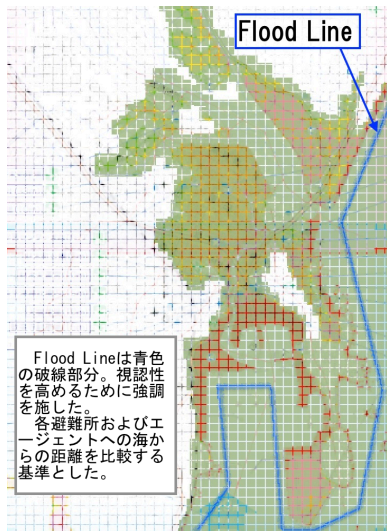 Flood Line
Flood Lineは青色
の破線部分。視認性
を高めるために強調
を施した。
各避難所およびエ
ージェントへの海か
らの距離を比較する
基準とした。